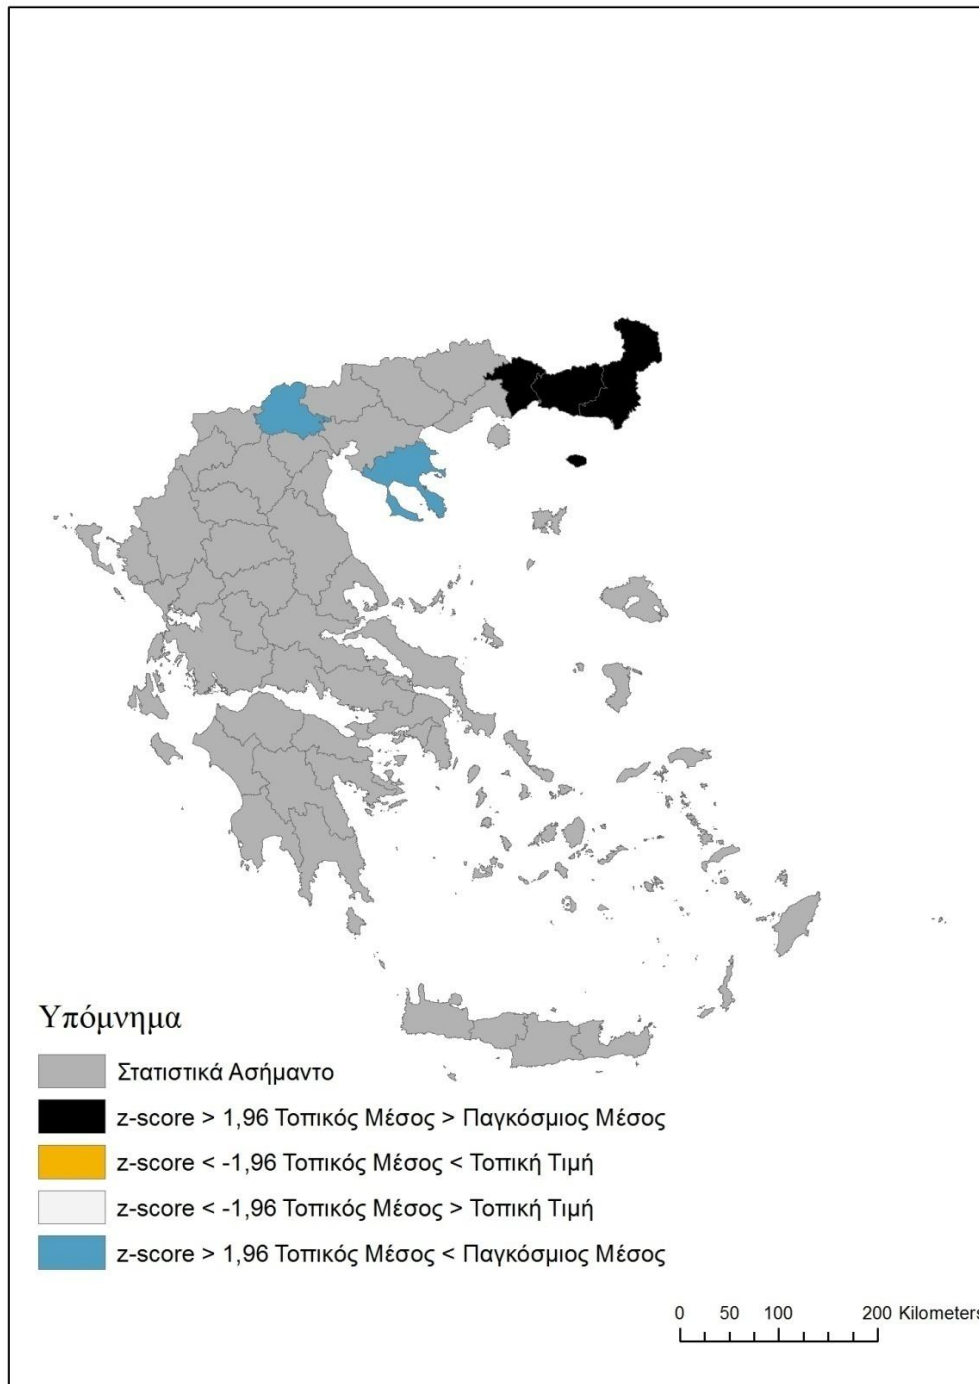 Υπόμνημα
Στατιστικά Ασήμαντο
z-score > 1,96 Τοπικός Μέσος > Παγκόσμιος Μέσος
z-score < -1,96 Τοπικός Μέσος < Τοπική Τιμή
z-score < -1,96 Τοπικός Μέσος > Τοπική Τιμή
z-score > 1,96 Τοπικός Μέσος < Παγκόσμιος Μέσος
0 50 100 200 Kilometers